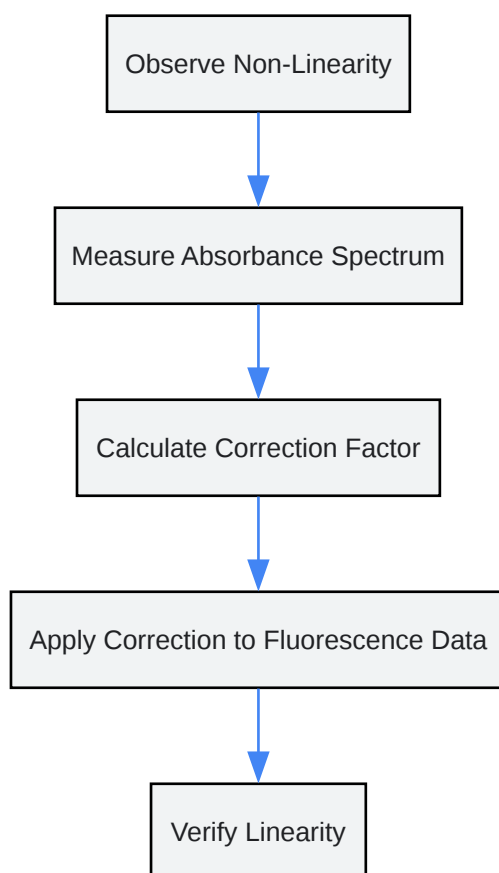 Observe Non-Linearity
Measure Absorbance Spectrum
Calculate Correction Factor
Apply Correction to Fluorescence Data
Verify Linearity